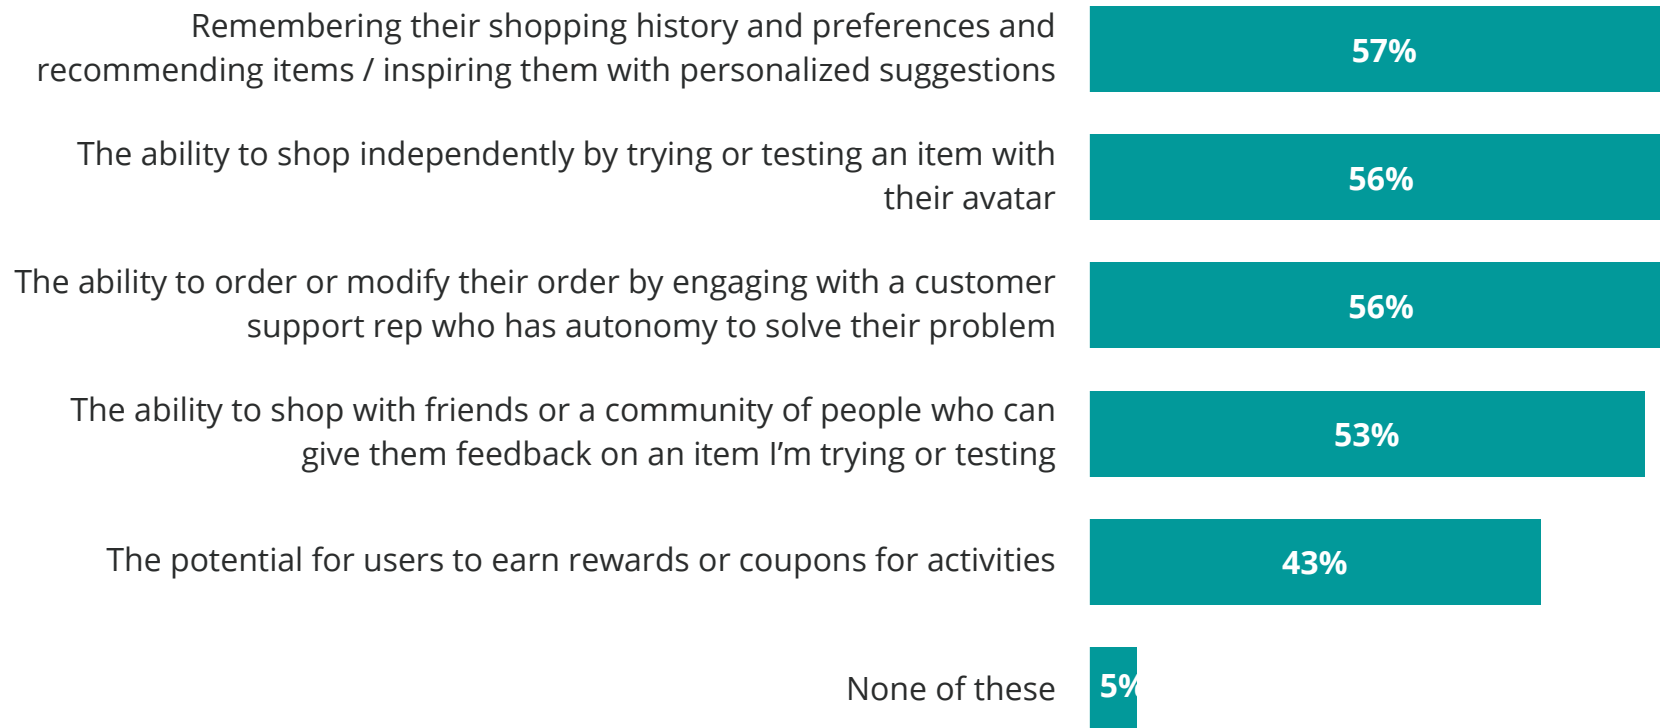 Remembering their shopping history and preferences and
recommending items / inspiring them with personalized suggestions
57%
The ability to shop independently by trying or testing an item with
their avatar
56%
The ability to order or modify their order by engaging with a customer
support rep who has autonomy to solve their problem
56%
The ability to shop with friends or a community of people who can
give them feedback on an item I'm trying or testing
53%
The potential for users to earn rewards or coupons for activities
43%
None of these
5%